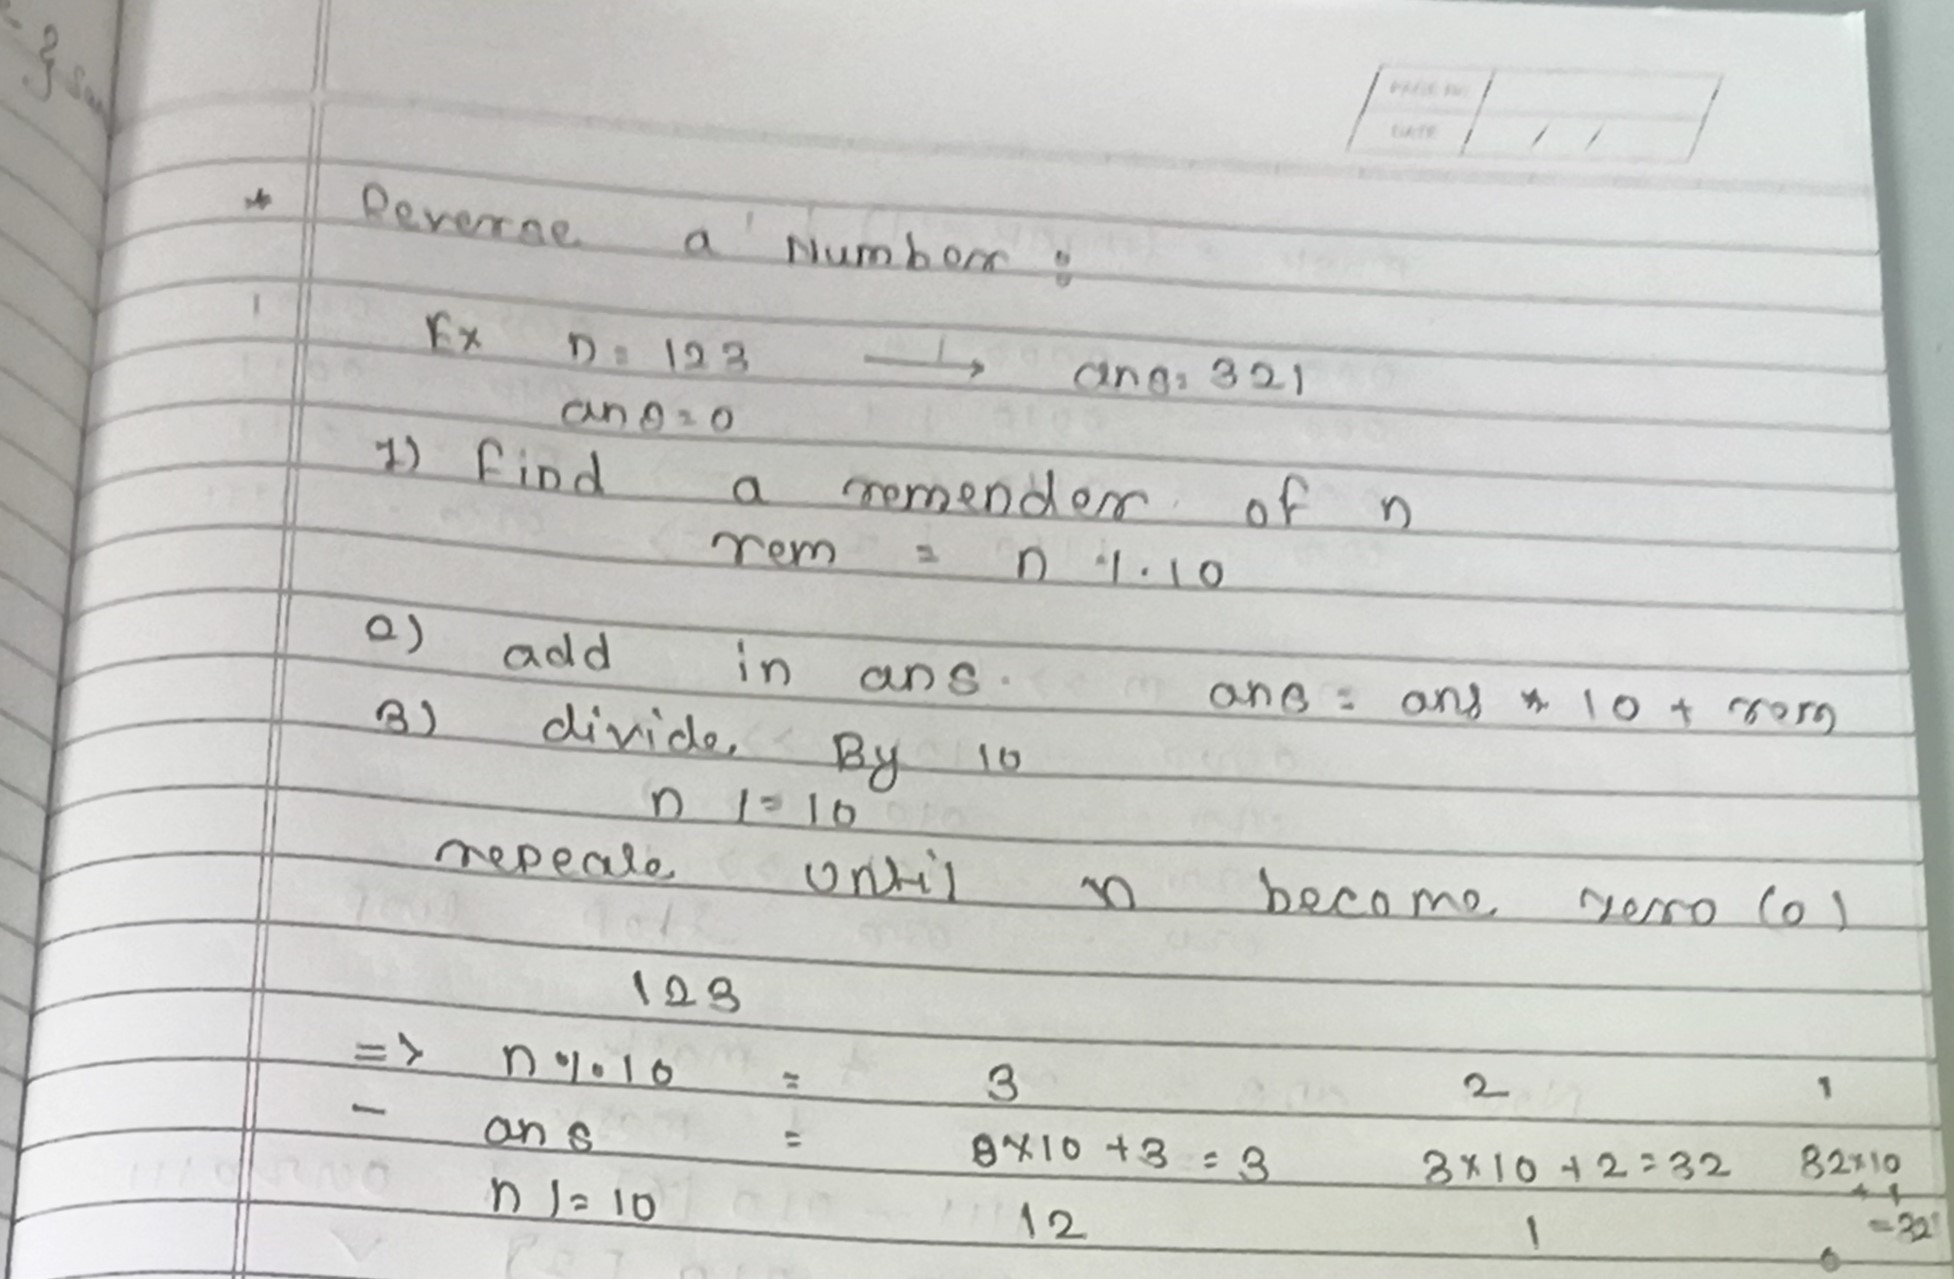 PAGE NO.
DATE / /
* Reverse a Number :
Ex n = 123 → ans = 321
ans = 0
1) find a remender of n
rem = n % 10
2) add in ans. ans = ans * 10 + rem
3) divide By 10
n /= 10
repeate until n become zero (0)
123
=> n % 10 = 3 2 1
- ans = 0×10 + 3 = 3 3×10 + 2 = 32 32×10
+ 1
n /= 10 12 1 = 321
0